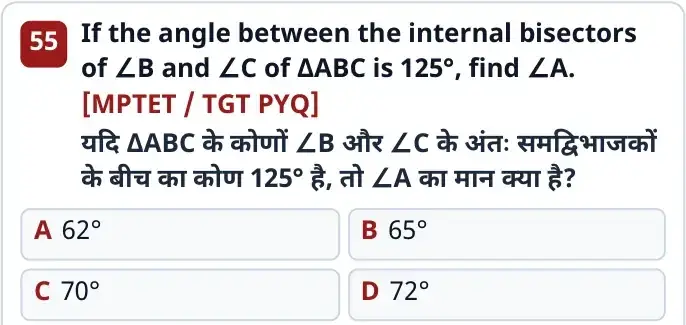 55 If the angle between the internal bisectors
of ∠B and ∠C of ΔABC is 125°, find ∠A.
[MPTET / TGT PYQ]
यदि ΔABC के कोणों ∠B और ∠C के अंतः समद्विभाजकों
के बीच का कोण 125° है, तो ∠A का मान क्या है?
A 62° B 65°
C 70° D 72°